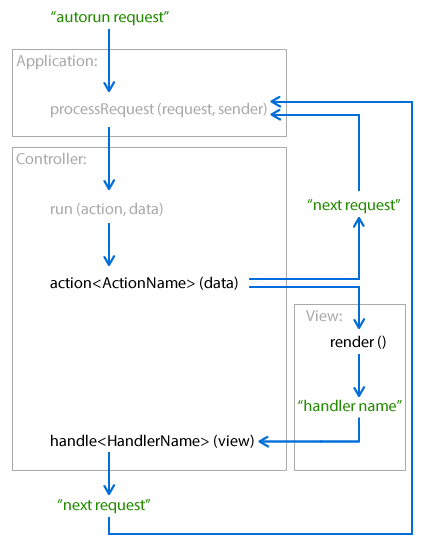 “autorun request”
Application:
processRequest (request, sender)
Controller:
run (action, data)
“next request”
action<ActionName> (data)
View:
render ()
“handler name”
handle<HandlerName> (view)
“next request”